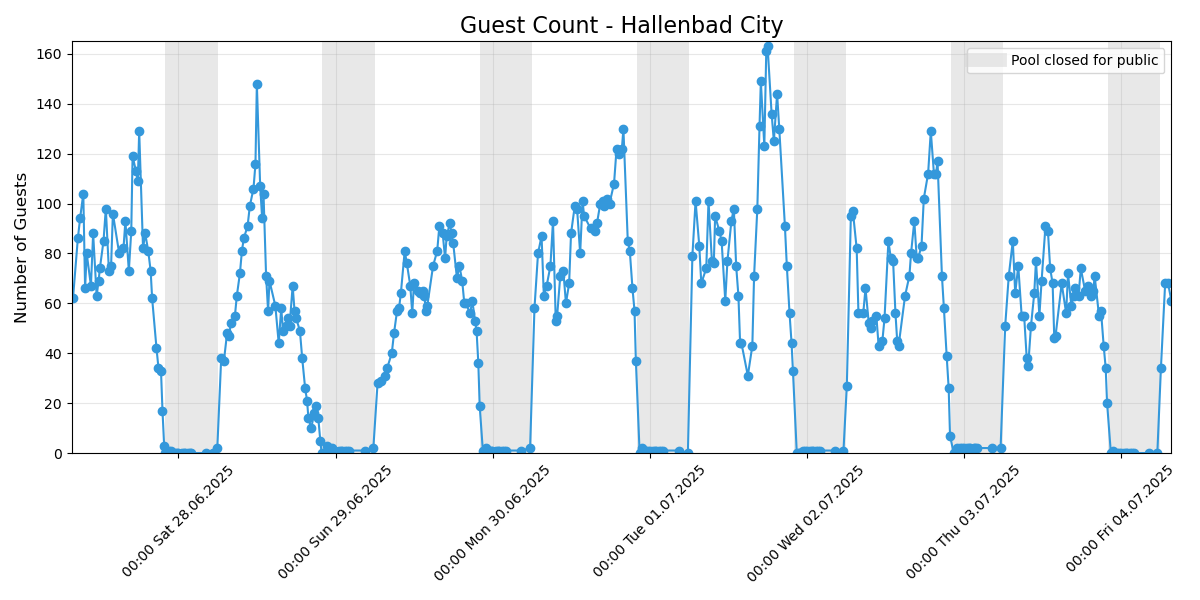 Guest Count - Hallenbad City
Pool closed for public
Number of Guests
160
140
120
100
80
60
40
20
0
00:00 Sat 28.06.2025
00:00 Sun 29.06.2025
00:00 Mon 30.06.2025
00:00 Tue 01.07.2025
00:00 Wed 02.07.2025
00:00 Thu 03.07.2025
00:00 Fri 04.07.2025